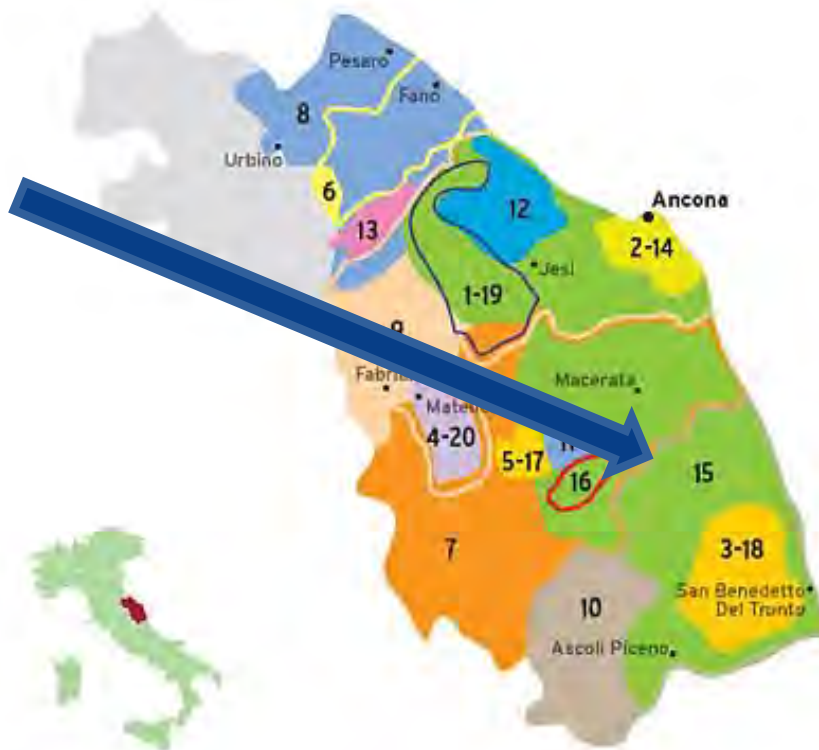 Pesaro
Fano
8
Urbino
6
13
12
Ancona
2-14
Jesi
1-19
Macerata
4-20
5-17
16
15
7
3-18
San Benedetto
Del Tronto
10
Ascoli Piceno